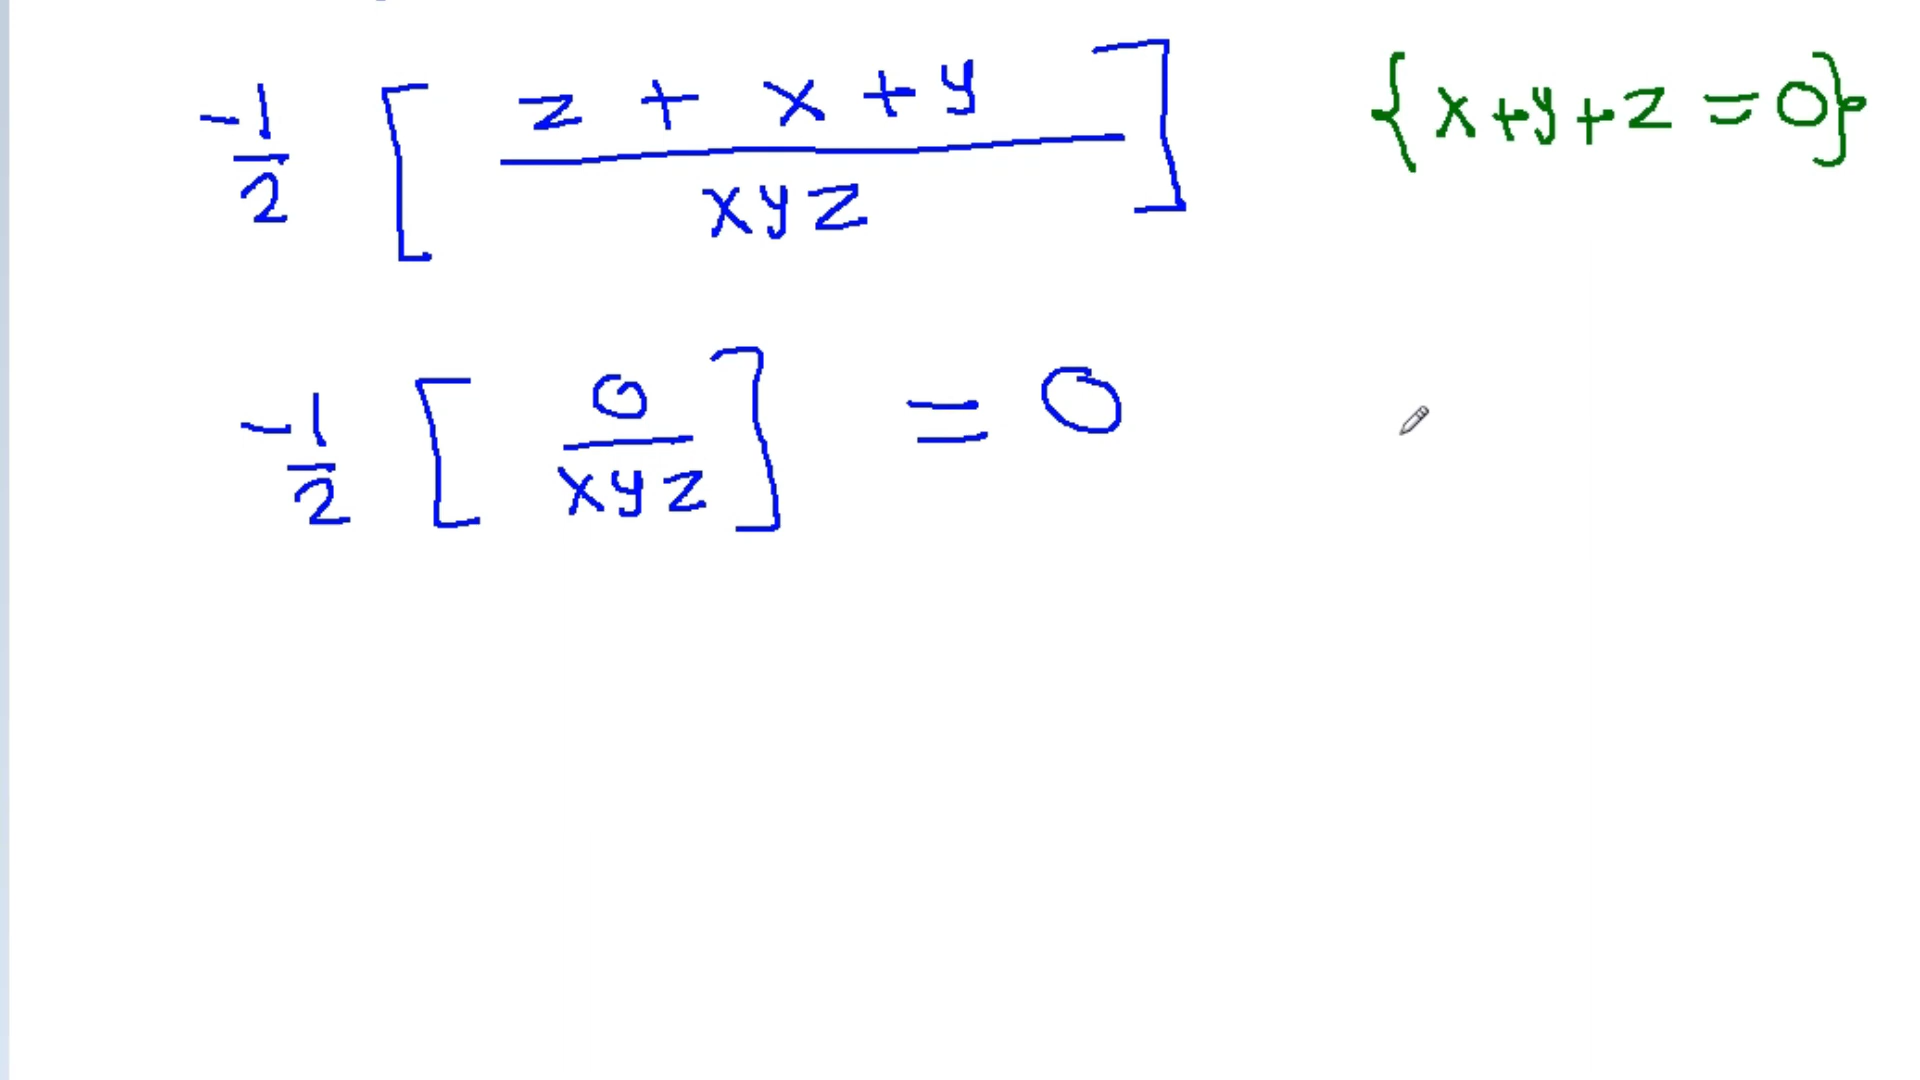 -1/2 [ z + x + y / xyz ] {x+y+z=0}
-1/2 [ 0 / xyz ] = 0